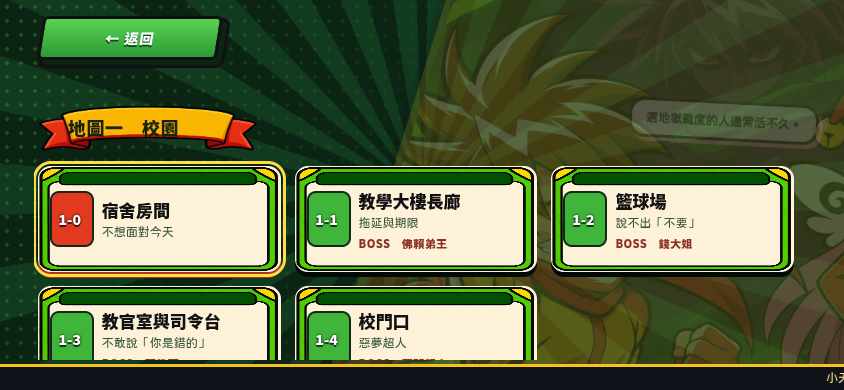 ← 返回
地圖一　校園
選地獄難度的人通常活不久。
1-0
宿舍房間
不想面對今天
1-1
教學大樓長廊
拖延與期限
BOSS　佛賴弟王
1-2
籃球場
說不出「不要」
BOSS　錢大姐
1-3
教官室與司令台
不敢說「你是錯的」
1-4
校門口
惡夢超人